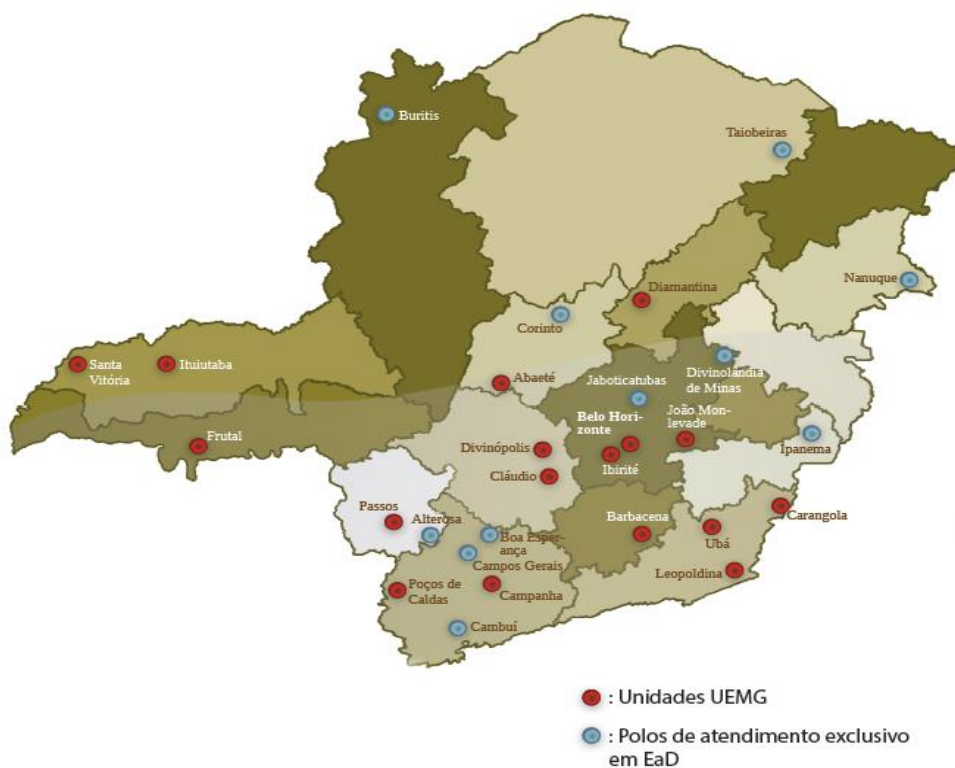 Buritis
Taiobeiras
Nanuque
Diamantina
Corinto
Santa
Vitória
Ituiutaba
Divinolândia
de Minas
Abaeté
Jaboticatubas
Belo Hori-
zonte
João Mon-
levade
Frutal
Divinópolis
Ipanema
Ibirité
Cláudio
Passos
Alterosa
Barbacena
Carangola
Boa Esper-
ança
Ubá
Campos Gerais
Leopoldina
Poços de
Caldas
Campanha
Cambuí
: Unidades UEMG
: Polos de atendimento exclusivo
em EaD